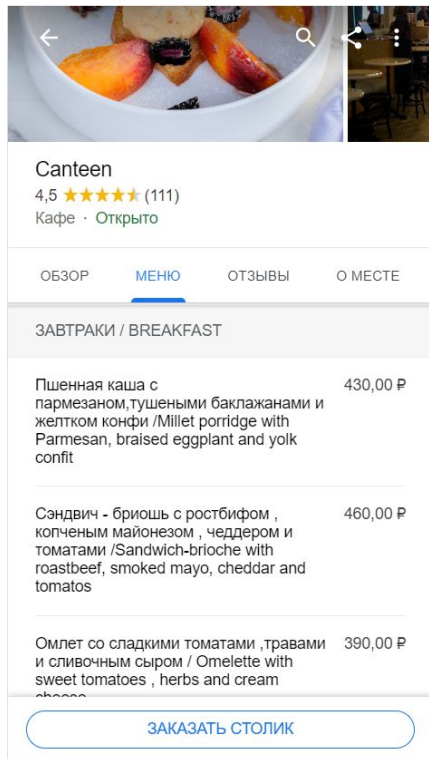 Canteen
4,5 (111)
Кафе · Открыто
ОБЗОР МЕНЮ ОТЗЫВЫ О МЕСТЕ
ЗАВТРАКИ / BREAKFAST
Пшенная каша с 430,00 ₽
пармезаном,тушеными баклажанами и
желтком конфи /Millet porridge with
Parmesan, braised eggplant and yolk
confit
Сэндвич - бриошь с ростбифом , 460,00 ₽
копченым майонезом , чеддером и
томатами /Sandwich-brioche with
roastbeef, smoked mayo, cheddar and
tomatos
Омлет со сладкими томатами ,травами 390,00 ₽
и сливочным сыром / Omelette with
sweet tomatoes , herbs and cream
cheese
ЗАКАЗАТЬ СТОЛИК